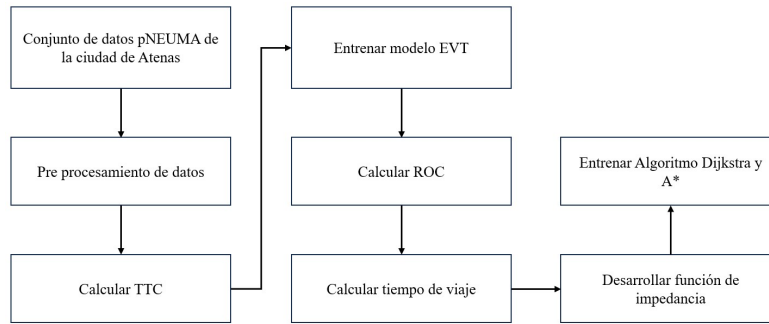 Conjunto de datos pNEUMA de
la ciudad de Atenas
Pre procesamiento de datos
Calcular TTC
Entrenar modelo EVT
Calcular ROC
Calcular tiempo de viaje
Desarrollar función de
impedancia
Entrenar Algoritmo Dijkstra y
A*